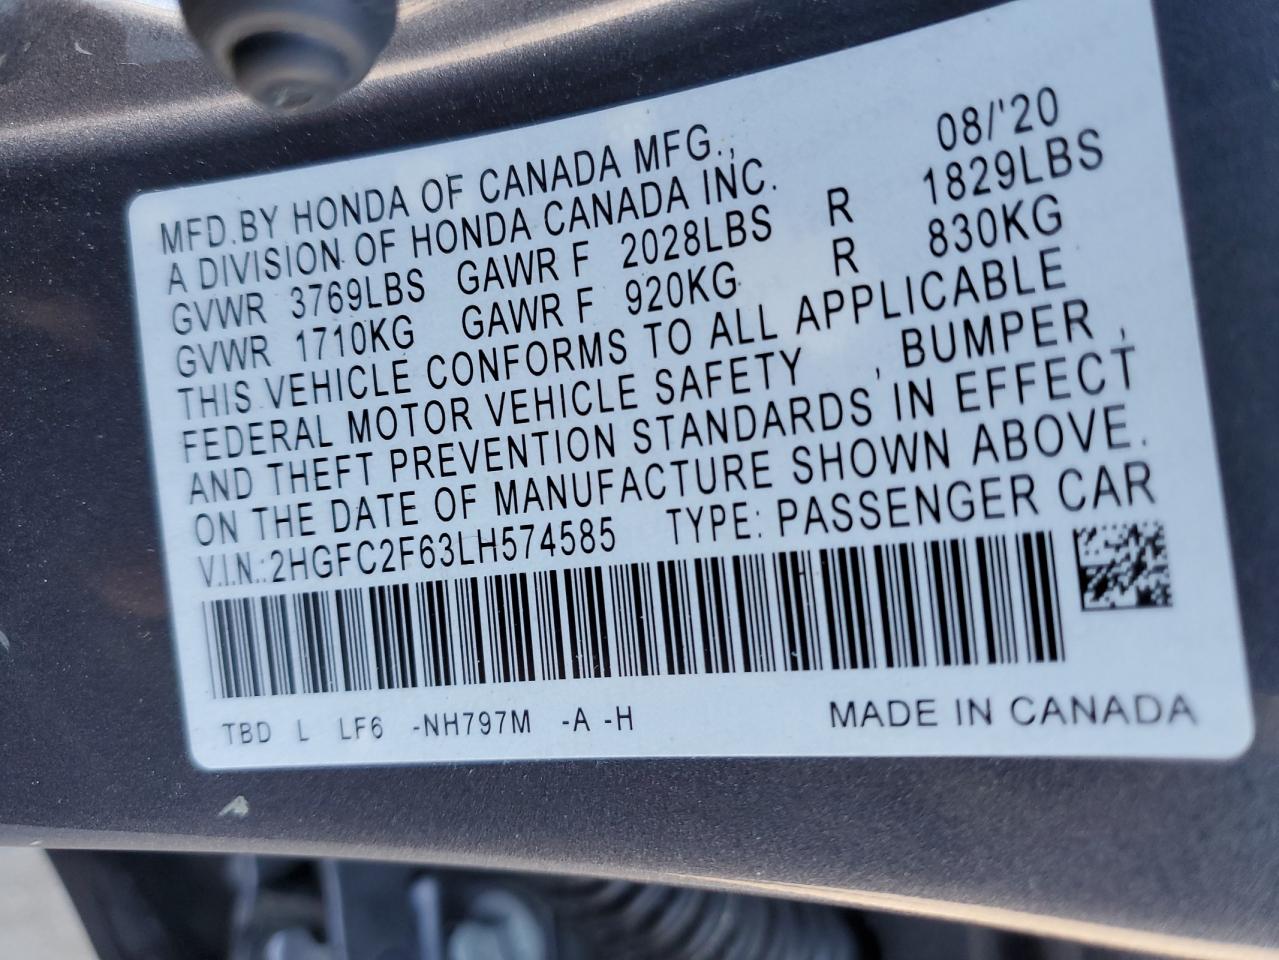 08/'20
MFD.BY HONDA OF CANADA MFG.,
A DIVISION OF HONDA CANADA INC.
GVWR 3769LBS GAWR F 2028LBS R 1829LBS
GVWR 1710KG GAWR F 920KG R 830KG
THIS VEHICLE CONFORMS TO ALL APPLICABLE
FEDERAL MOTOR VEHICLE SAFETY , BUMPER ,
AND THEFT PREVENTION STANDARDS IN EFFECT
ON THE DATE OF MANUFACTURE SHOWN ABOVE.
V.I.N.:2HGFC2F63LH574585 TYPE: PASSENGER CAR
TBD L LF6 -NH797M -A -H MADE IN CANADA